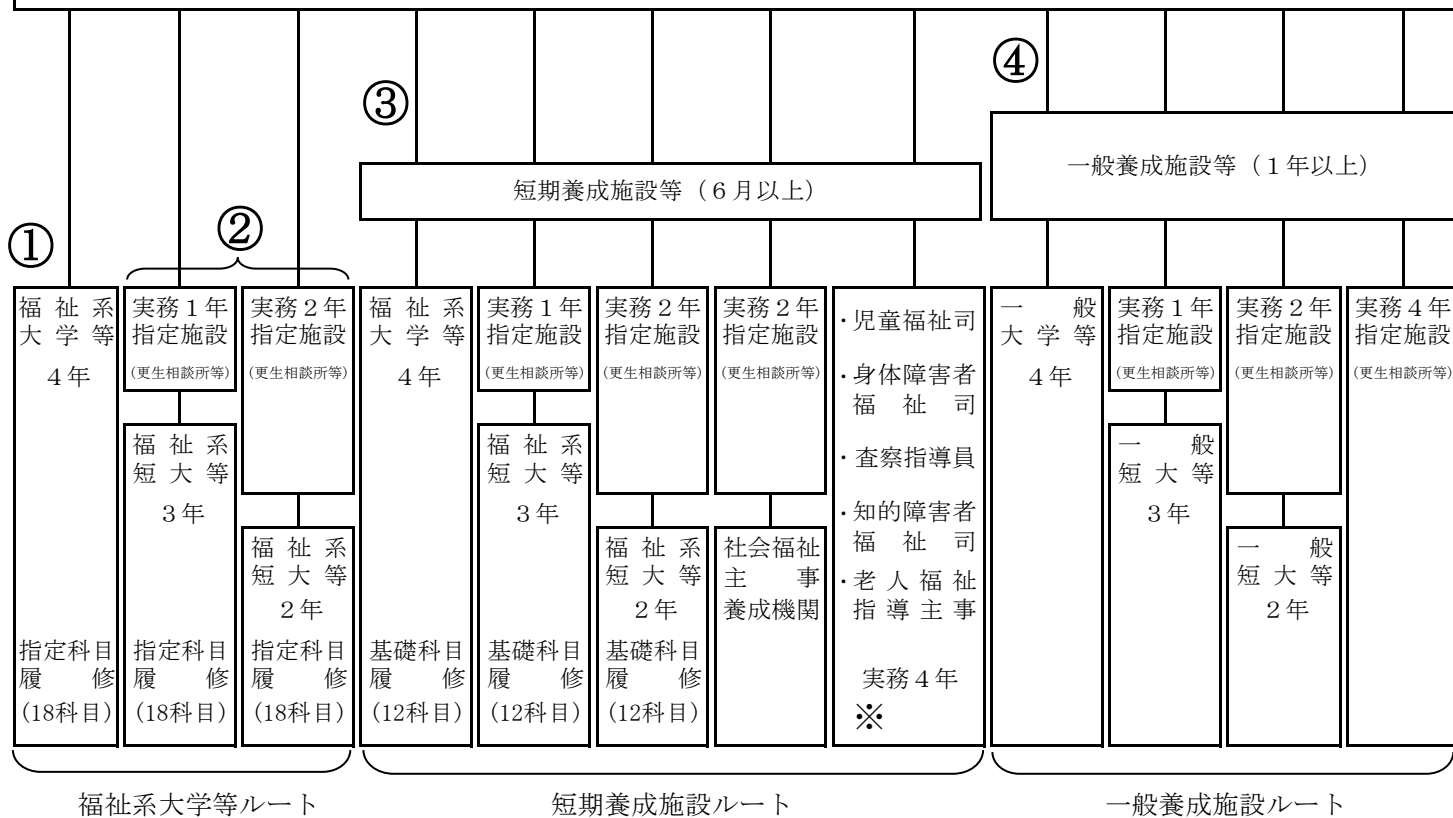 ④
③
一般養成施設等（１年以上）
短期養成施設等（６月以上）
②
①
福祉系
大学等
４年
指定科目
履修
(18科目)
実務１年
指定施設
(更生相談所等)
福祉系
短大等
３年
指定科目
履修
(18科目)
実務２年
指定施設
(更生相談所等)
福祉系
短大等
２年
指定科目
履修
(18科目)
福祉系
大学等
４年
基礎科目
履修
(12科目)
実務１年
指定施設
(更生相談所等)
福祉系
短大等
３年
基礎科目
履修
(12科目)
実務２年
指定施設
(更生相談所等)
福祉系
短大等
２年
基礎科目
履修
(12科目)
実務２年
指定施設
(更生相談所等)
社会福祉
主事
養成機関
・児童福祉司
・身体障害者
福祉司
・査察指導員
・知的障害者
福祉司
・老人福祉
指導主事
実務４年
※
一般
大学等
４年
実務１年
指定施設
(更生相談所等)
一般
短大等
３年
実務２年
指定施設
(更生相談所等)
一般
短大等
２年
実務４年
指定施設
(更生相談所等)
福祉系大学等ルート
短期養成施設ルート
一般養成施設ルート